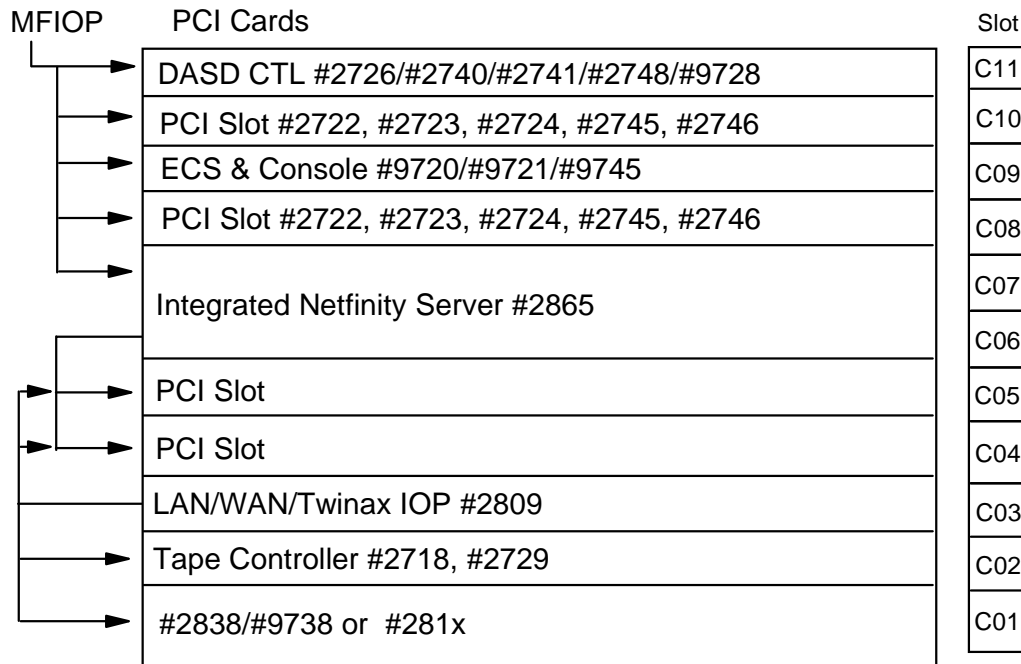 MFIOP PCI Cards Slot
DASD CTL #2726/#2740/#2741/#2748/#9728 C11
PCI Slot #2722, #2723, #2724, #2745, #2746 C10
ECS & Console #9720/#9721/#9745 C09
PCI Slot #2722, #2723, #2724, #2745, #2746 C08
C07
Integrated Netfinity Server #2865
C06
PCI Slot C05
PCI Slot C04
LAN/WAN/Twinax IOP #2809 C03
Tape Controller #2718, #2729 C02
#2838/#9738 or #281x C01